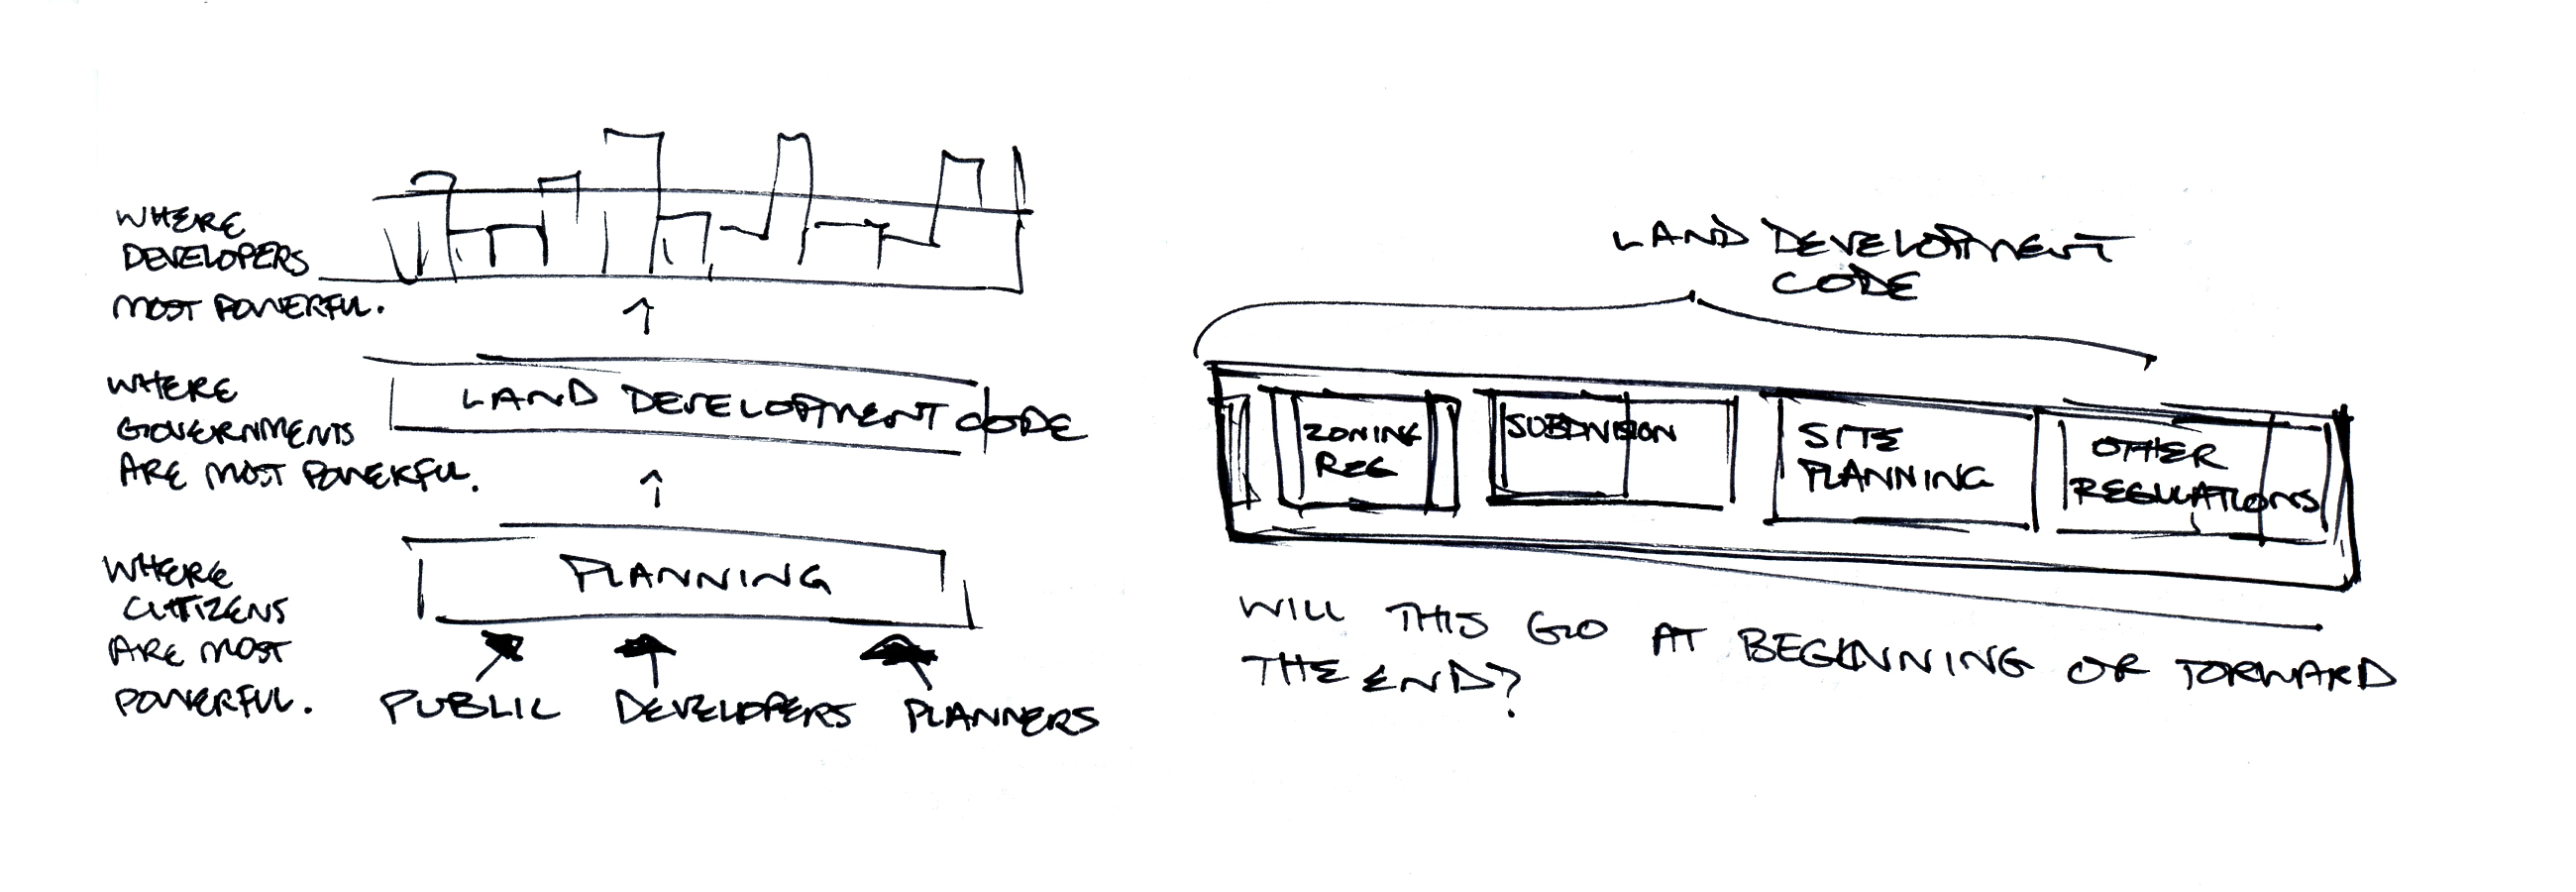 WHERE
DEVELOPERS
MOST POWERFUL.
WHERE
GOVERNMENTS
ARE MOST POWERFUL.
LAND DEVELOPMENT CODE
WHERE
CITIZENS
ARE MOST
POWERFUL.
PLANNING
PUBLIC DEVELOPERS PLANNERS
LAND DEVELOPMENT
CODE
ZONING
REG
SUBDIVISION
SITE
PLANNING
OTHER
REGULATIONS
WILL THIS GO AT BEGINNING OR TORWARD
THE END?